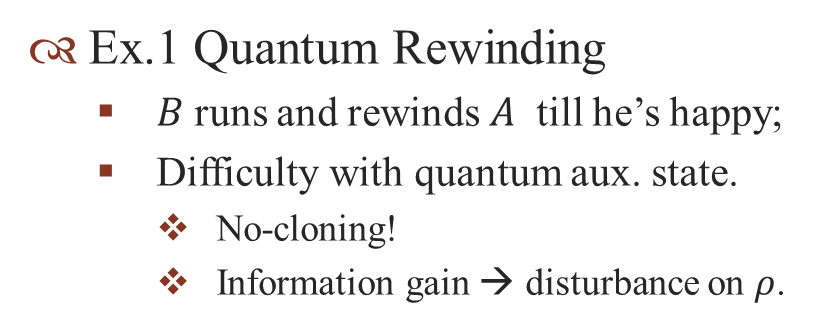 Ex.1 Quantum Rewinding
B runs and rewinds A till he's happy;
Difficulty with quantum aux. state.
No-cloning!
Information gain → disturbance on ρ.